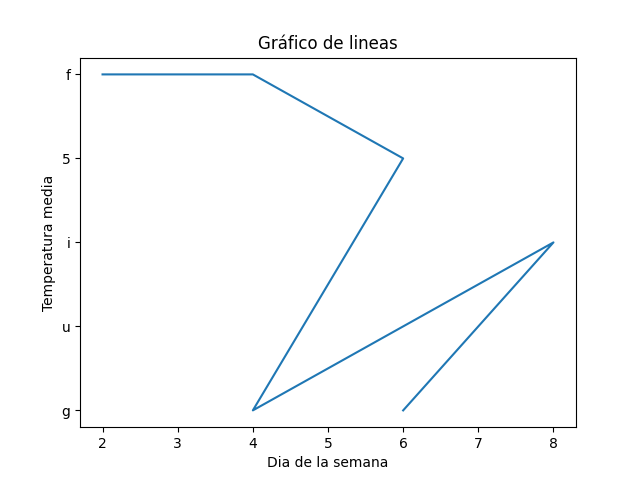 Gráfico de lineas
f
5
i
u
g
Temperatura media
2 3 4 5 6 7 8
Dia de la semana